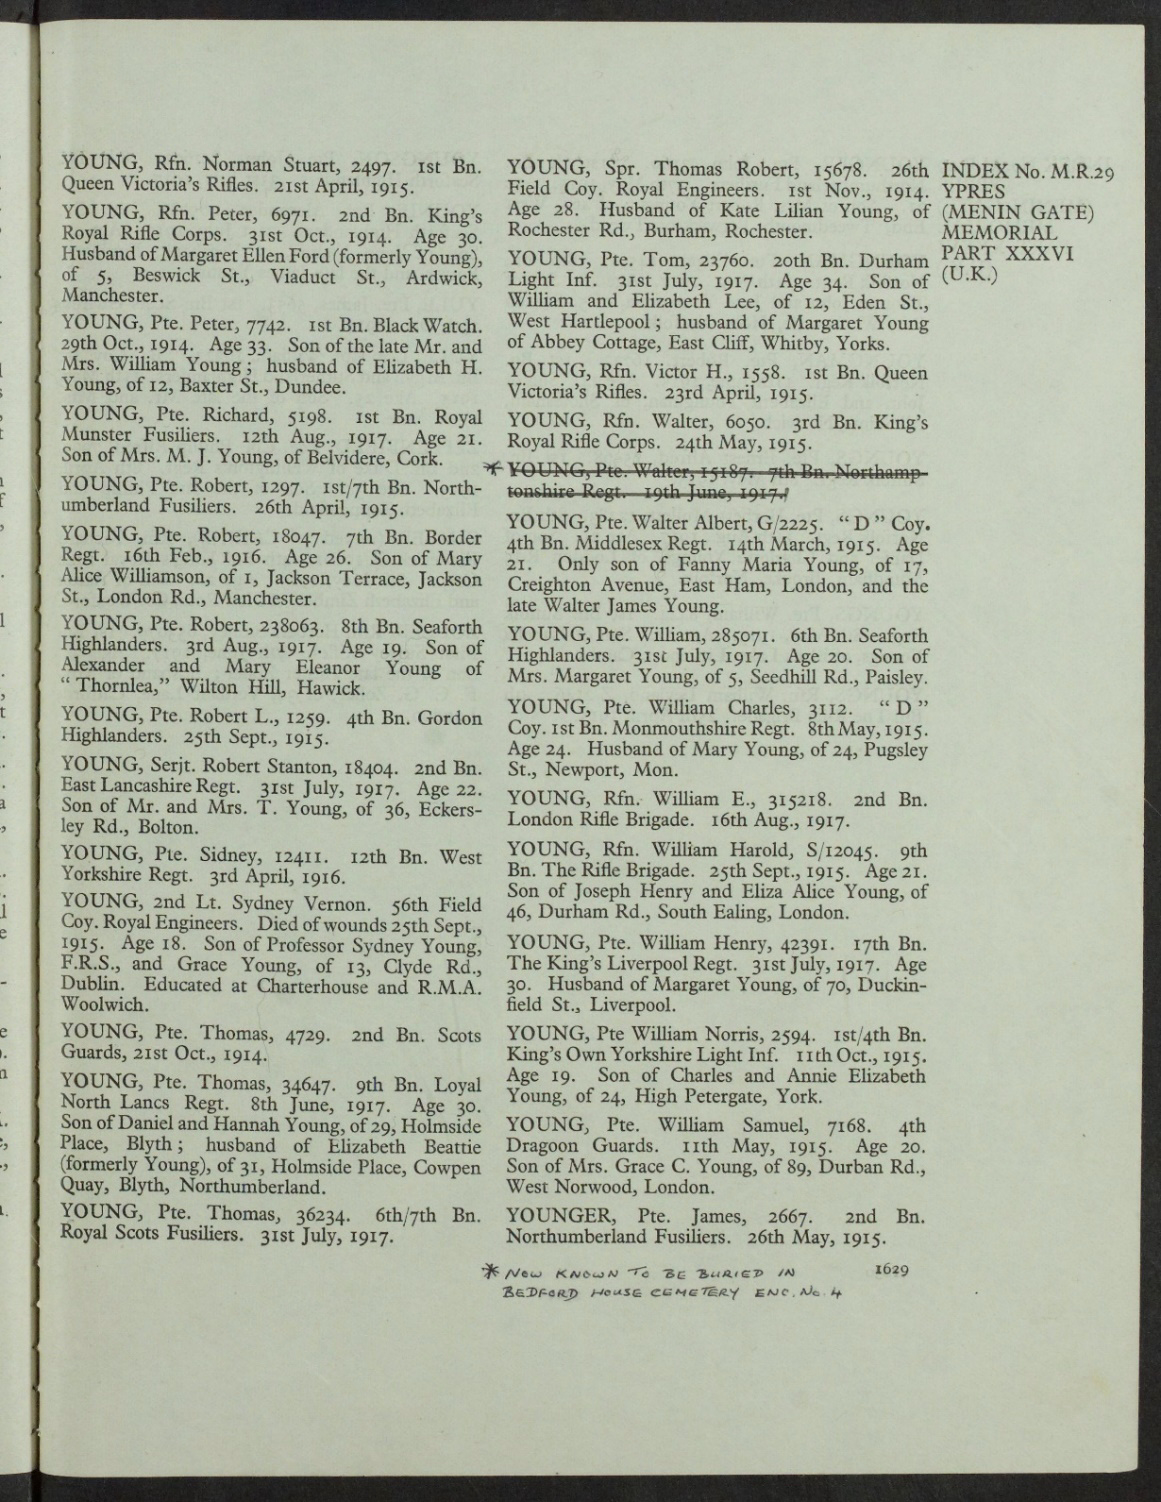 YOUNG, Rfn. Norman Stuart, 2497. 1st Bn.
Queen Victoria's Rifles. 21st April, 1915.
YOUNG, Rfn. Peter, 6971. 2nd Bn. King's
Royal Rifle Corps. 31st Oct., 1914. Age 30.
Husband of Margaret Ellen Ford (formerly Young),
of 5, Beswick St., Viaduct St., Ardwick,
Manchester.
YOUNG, Pte. Peter, 7742. 1st Bn. Black Watch.
29th Oct., 1914. Age 33. Son of the late Mr. and
Mrs. William Young; husband of Elizabeth H.
Young, of 12, Baxter St., Dundee.
YOUNG, Pte. Richard, 5198. 1st Bn. Royal
Munster Fusiliers. 12th Aug., 1917. Age 21.
Son of Mrs. M. J. Young, of Belvidere, Cork.
YOUNG, Pte. Robert, 1297. 1st/7th Bn. North-
umberland Fusiliers. 26th April, 1915.
YOUNG, Pte. Robert, 18047. 7th Bn. Border
Regt. 16th Feb., 1916. Age 26. Son of Mary
Alice Williamson, of 1, Jackson Terrace, Jackson
St., London Rd., Manchester.
YOUNG, Pte. Robert, 238063. 8th Bn. Seaforth
Highlanders. 3rd Aug., 1917. Age 19. Son of
Alexander and Mary Eleanor Young of
"Thornlea," Wilton Hill, Hawick.
YOUNG, Pte. Robert L., 1259. 4th Bn. Gordon
Highlanders. 25th Sept., 1915.
YOUNG, Serjt. Robert Stanton, 18404. 2nd Bn.
East Lancashire Regt. 31st July, 1917. Age 22.
Son of Mr. and Mrs. T. Young, of 36, Eckers-
ley Rd., Bolton.
YOUNG, Pte. Sidney, 12411. 12th Bn. West
Yorkshire Regt. 3rd April, 1916.
YOUNG, 2nd Lt. Sydney Vernon. 56th Field
Coy. Royal Engineers. Died of wounds 25th Sept.,
1915. Age 18. Son of Professor Sydney Young,
F.R.S., and Grace Young, of 13, Clyde Rd.,
Dublin. Educated at Charterhouse and R.M.A.
Woolwich.
YOUNG, Pte. Thomas, 4729. 2nd Bn. Scots
Guards, 21st Oct., 1914.
YOUNG, Pte. Thomas, 34647. 9th Bn. Loyal
North Lancs Regt. 8th June, 1917. Age 30.
Son of Daniel and Hannah Young, of 29, Holmside
Place, Blyth; husband of Elizabeth Beattie
(formerly Young), of 31, Holmside Place, Cowpen
Quay, Blyth, Northumberland.
YOUNG, Pte. Thomas, 36234. 6th/7th Bn.
Royal Scots Fusiliers. 31st July, 1917.
YOUNG, Spr. Thomas Robert, 15678. 26th
Field Coy. Royal Engineers. 1st Nov., 1914.
Age 28. Husband of Kate Lilian Young, of
Rochester Rd., Burham, Rochester.
YOUNG, Pte. Tom, 23760. 20th Bn. Durham
Light Inf. 31st July, 1917. Age 34. Son of
William and Elizabeth Lee, of 12, Eden St.,
West Hartlepool; husband of Margaret Young
of Abbey Cottage, East Cliff, Whitby, Yorks.
YOUNG, Rfn. Victor H., 1558. 1st Bn. Queen
Victoria's Rifles. 23rd April, 1915.
YOUNG, Rfn. Walter, 6050. 3rd Bn. King's
Royal Rifle Corps. 24th May, 1915.
* YOUNG, Pte. Walter, 15187. 7th Bn. Northamp-
tonshire Regt. 19th June, 1917.
YOUNG, Pte. Walter Albert, G/2225. "D" Coy.
4th Bn. Middlesex Regt. 14th March, 1915. Age
21. Only son of Fanny Maria Young, of 17,
Creighton Avenue, East Ham, London, and the
late Walter James Young.
YOUNG, Pte. William, 285071. 6th Bn. Seaforth
Highlanders. 31st July, 1917. Age 20. Son of
Mrs. Margaret Young, of 5, Seedhill Rd., Paisley.
YOUNG, Pte. William Charles, 3112. "D"
Coy. 1st Bn. Monmouthshire Regt. 8th May, 1915.
Age 24. Husband of Mary Young, of 24, Pugsley
St., Newport, Mon.
YOUNG, Rfn. William E., 315218. 2nd Bn.
London Rifle Brigade. 16th Aug., 1917.
YOUNG, Rfn. William Harold, S/12045. 9th
Bn. The Rifle Brigade. 25th Sept., 1915. Age 21.
Son of Joseph Henry and Eliza Alice Young, of
46, Durham Rd., South Ealing, London.
YOUNG, Pte. William Henry, 42391. 17th Bn.
The King's Liverpool Regt. 31st July, 1917. Age
30. Husband of Margaret Young, of 70, Duckin-
field St., Liverpool.
YOUNG, Pte William Norris, 2594. 1st/4th Bn.
King's Own Yorkshire Light Inf. 11th Oct., 1915.
Age 19. Son of Charles and Annie Elizabeth
Young, of 24, High Petergate, York.
YOUNG, Pte. William Samuel, 7168. 4th
Dragoon Guards. 11th May, 1915. Age 20.
Son of Mrs. Grace C. Young, of 89, Durban Rd.,
West Norwood, London.
YOUNGER, Pte. James, 2667. 2nd Bn.
Northumberland Fusiliers. 26th May, 1915.
INDEX No. M.R.29
YPRES
(MENIN GATE)
MEMORIAL
PART XXXVI
(U.K.)
* NOW KNOWN TO BE BURIED IN
BEDFORD HOUSE CEMETERY ENC. No. 4
1629